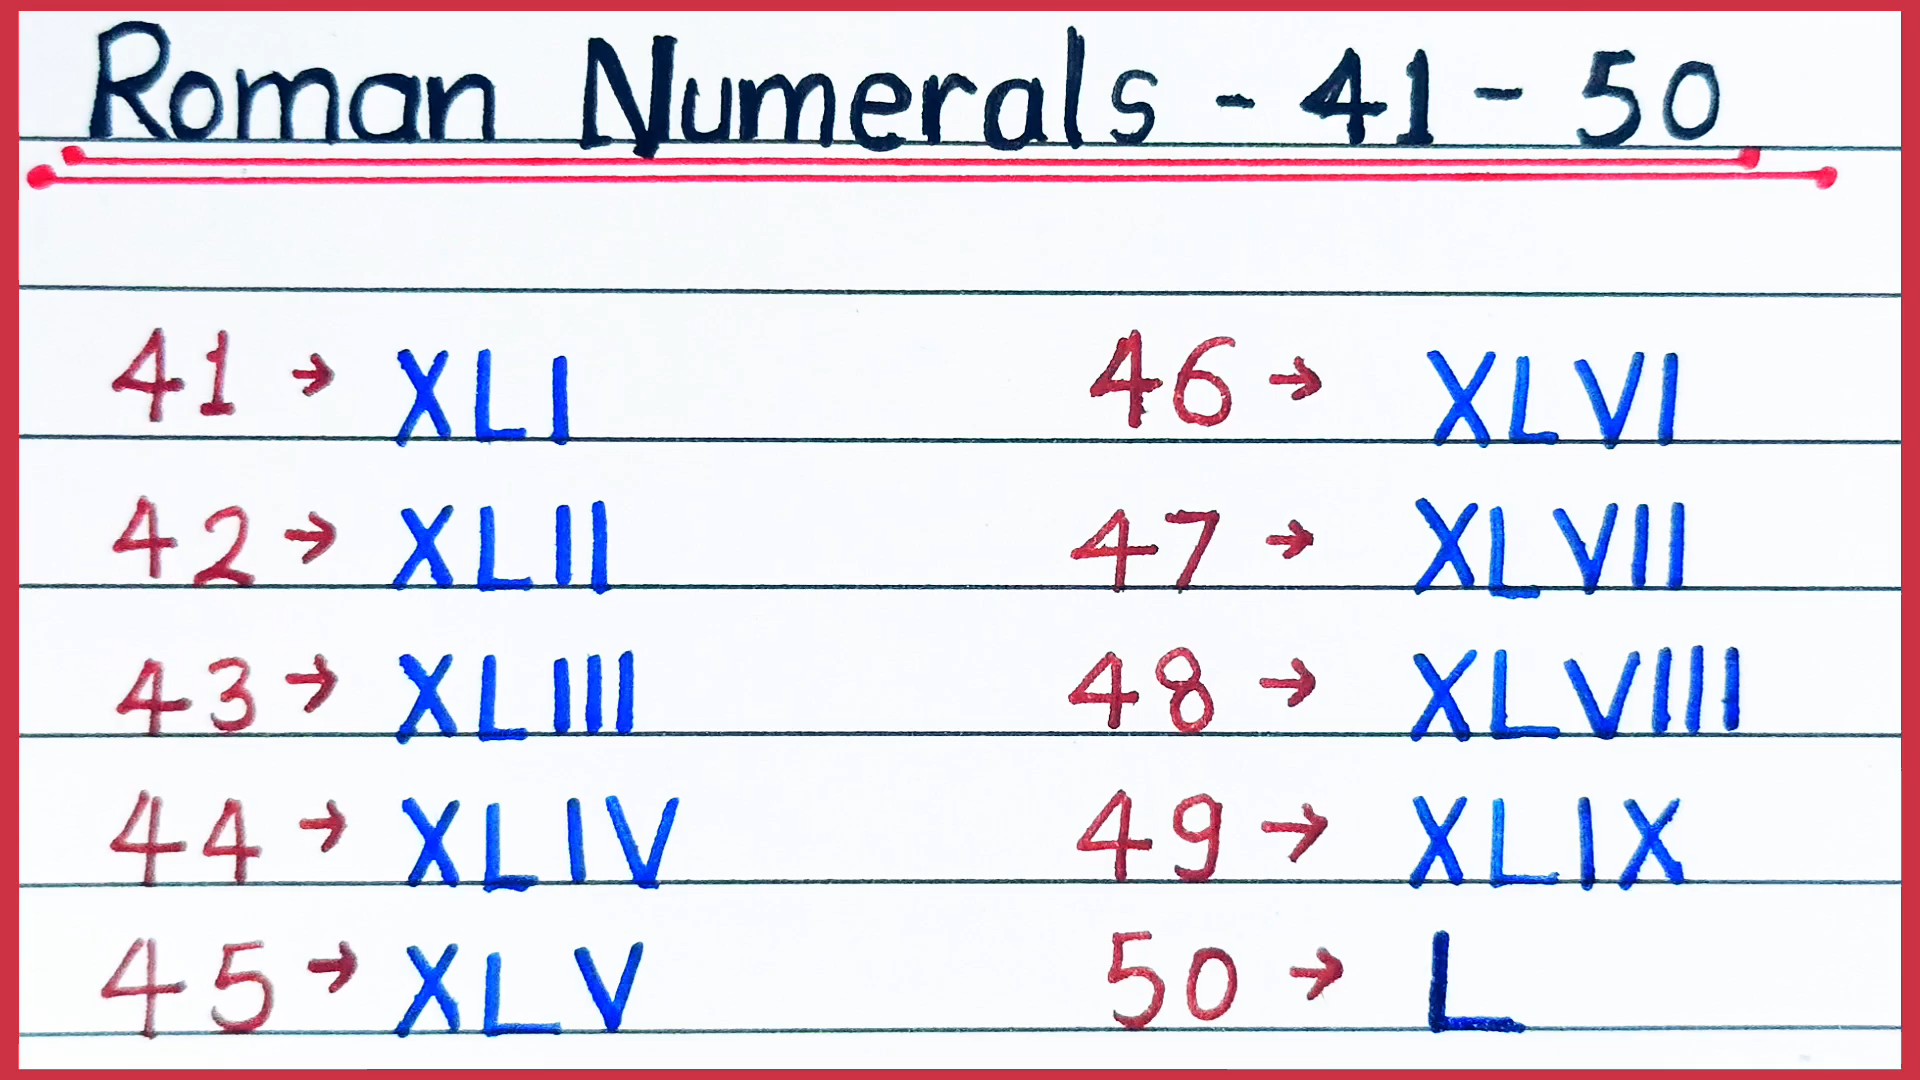 Roman Numerals - 41 - 50
41 → XLI
46 → XLVI
42 → XLII
47 → XLVII
43 → XLIII
48 → XLVIII
44 → XLIV
49 → XLIX
45 → XLV
50 → L